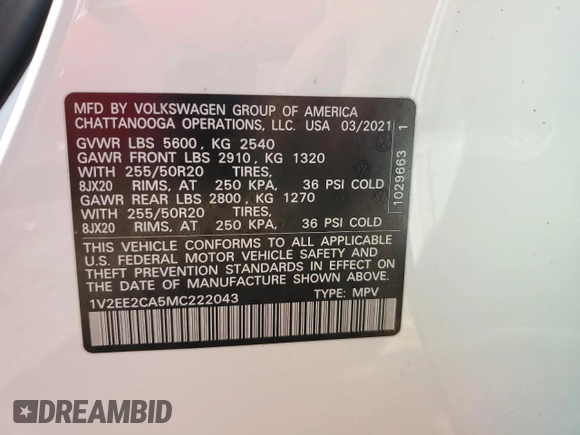 MFD BY VOLKSWAGEN GROUP OF AMERICA
CHATTANOOGA OPERATIONS, LLC. USA 03/2021
GVWR LBS 5600, KG 2540
GAWR FRONT LBS 2910, KG 1320
WITH 255/50R20 TIRES,
8JX20 RIMS, AT 250 KPA, 36 PSI COLD
GAWR REAR LBS 2800, KG 1270
WITH 255/50R20 TIRES,
8JX20 RIMS, AT 250 KPA, 36 PSI COLD
THIS VEHICLE CONFORMS TO ALL APPLICABLE
U.S. FEDERAL MOTOR VEHICLE SAFETY AND
THEFT PREVENTION STANDARDS IN EFFECT ON
THE DATE OF MANUFACTURE SHOWN ABOVE.
1V2EE2CA5MC222043 TYPE: MPV
1029663 1
DREAMBID